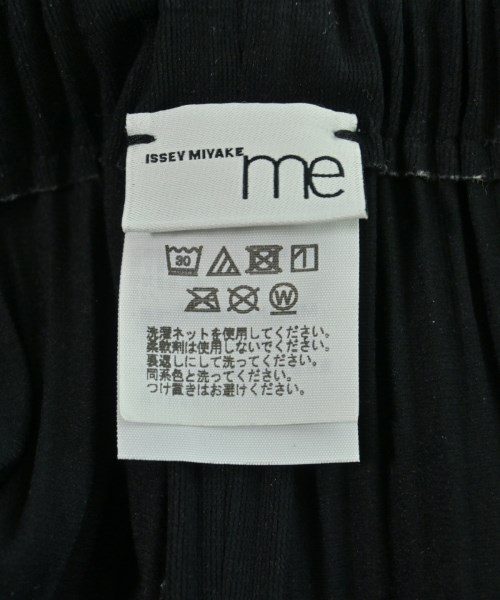 ISSEY MIYAKE
me
30
W
洗濯ネットを使用してください。
柔軟剤は使用しないでください。
裏返しにして洗ってください。
同系色と洗ってください。
つけ置きはお避けください。